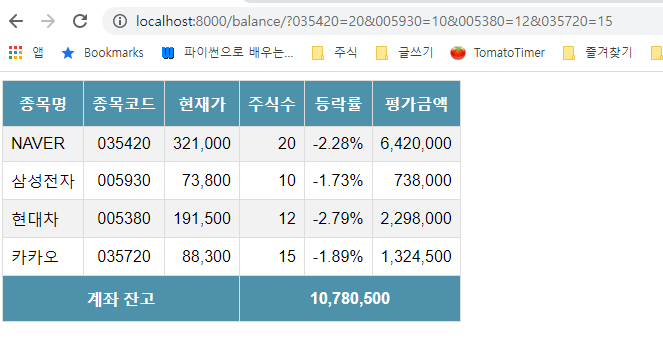 localhost:8000/balance/?035420=20&005930=10&005380=12&035720=15
앱 Bookmarks 파이썬으로 배우는... 주식 글쓰기 TomatoTimer 즐겨찾기
종목명 종목코드 현재가 주식수 등락률 평가금액
NAVER 035420 321,000 20 -2.28% 6,420,000
삼성전자 005930 73,800 10 -1.73% 738,000
현대차 005380 191,500 12 -2.79% 2,298,000
카카오 035720 88,300 15 -1.89% 1,324,500
계좌 잔고 10,780,500